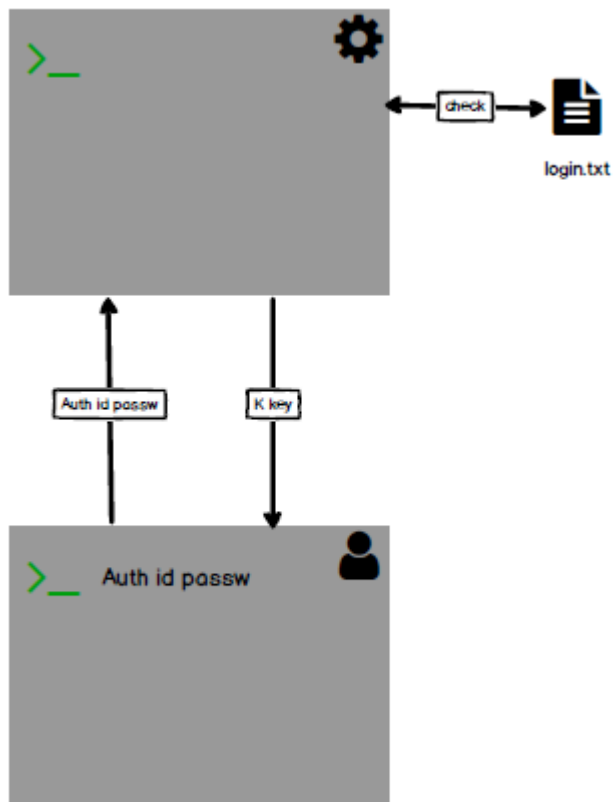 >_
check
login.txt
Auth id passw
K key
>_ Auth id passw